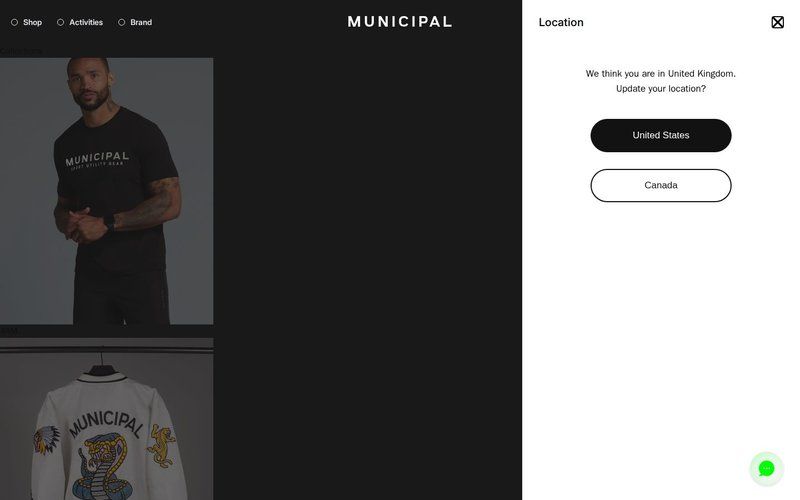 Shop
Activities
Brand
MUNICIPAL
Location
Collections
We think you are in United Kingdom.
Update your location?
United States
Canada
MUNICIPAL
SPORT UTILITY GEAR
MUNICIPAL